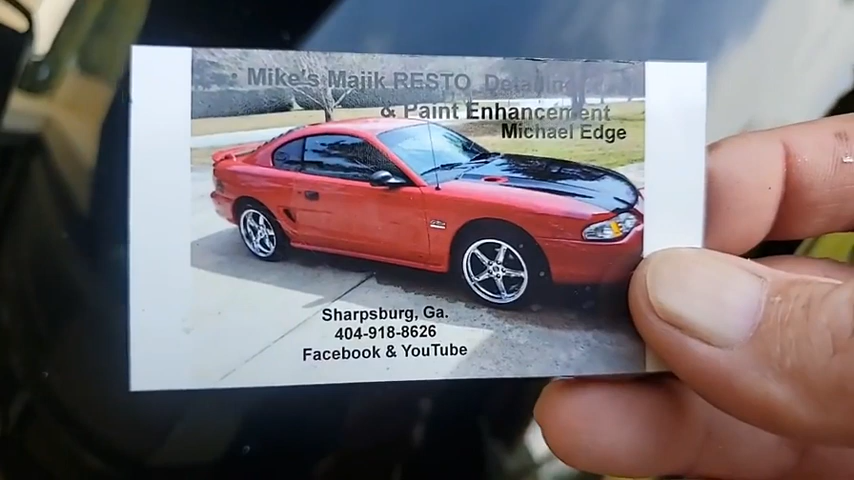 Mike's Majik RESTO Detailing
& Paint Enhancement
Michael Edge
Sharpsburg, Ga.
404-918-8626
Facebook & YouTube